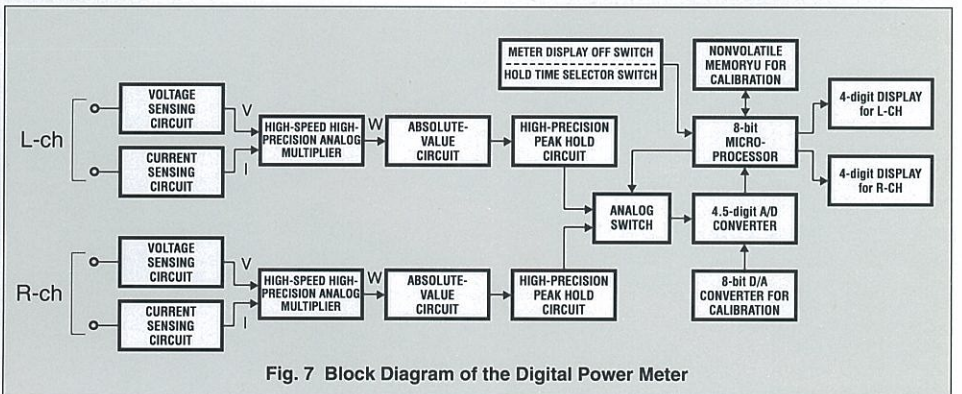 METER DISPLAY OFF SWITCH
HOLD TIME SELECTOR SWITCH
NONVOLATILE
MEMORYU FOR
CALIBRATION
4-digit DISPLAY
for L-CH
8-bit
MICRO-
PROCESSOR
4-digit DISPLAY
for R-CH
L-ch
VOLTAGE
SENSING
CIRCUIT
V
CURRENT
SENSING
CIRCUIT
I
HIGH-SPEED HIGH-
PRECISION ANALOG
MULTIPLIER
W
ABSOLUTE-
VALUE
CIRCUIT
HIGH-PRECISION
PEAK HOLD
CIRCUIT
ANALOG
SWITCH
4.5-digit A/D
CONVERTER
R-ch
VOLTAGE
SENSING
CIRCUIT
V
CURRENT
SENSING
CIRCUIT
I
HIGH-SPEED HIGH-
PRECISION ANALOG
MULTIPLIER
W
ABSOLUTE-
VALUE
CIRCUIT
HIGH-PRECISION
PEAK HOLD
CIRCUIT
8-bit D/A
CONVERTER FOR
CALIBRATION
Fig. 7 Block Diagram of the Digital Power Meter